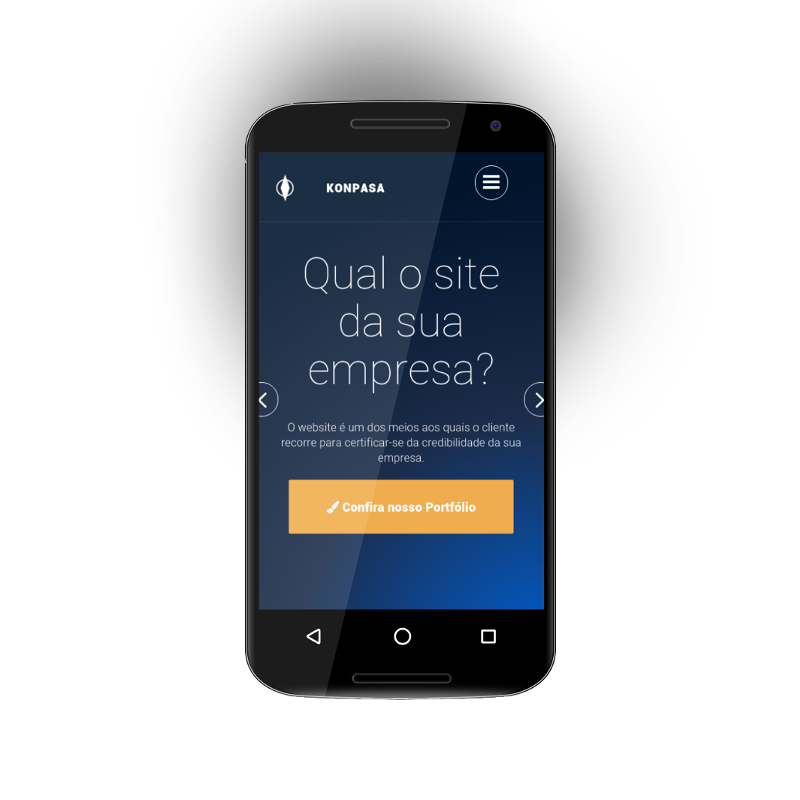 KONPASA
Qual o site
da sua
empresa?
O website é um dos meios aos quais o cliente
recorre para certificar-se da credibilidade da sua
empresa.
Confira nosso Portfólio